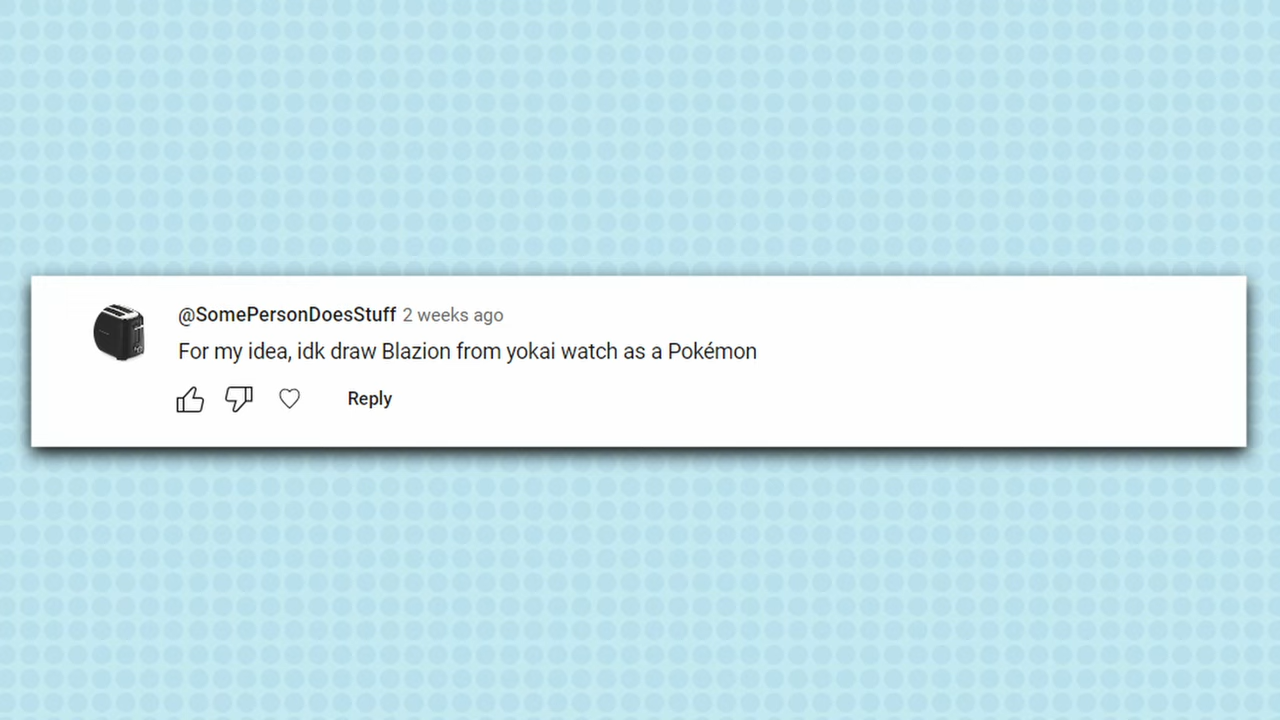 @SomePersonDoesStuff 2 weeks ago
For my idea, idk draw Blazion from yokai watch as a Pokémon
Reply